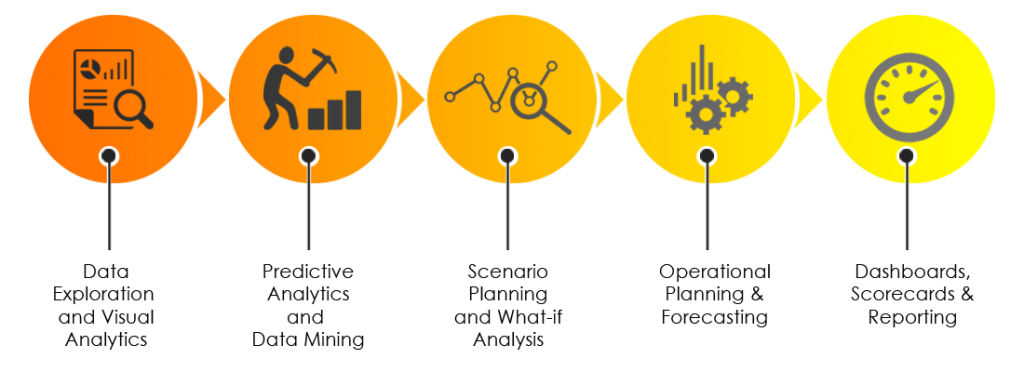 Data
Exploration
and Visual
Analytics
Predictive
Analytics
and
Data Mining
Scenario
Planning
and What-if
Analysis
Operational
Planning &
Forecasting
Dashboards,
Scorecards &
Reporting